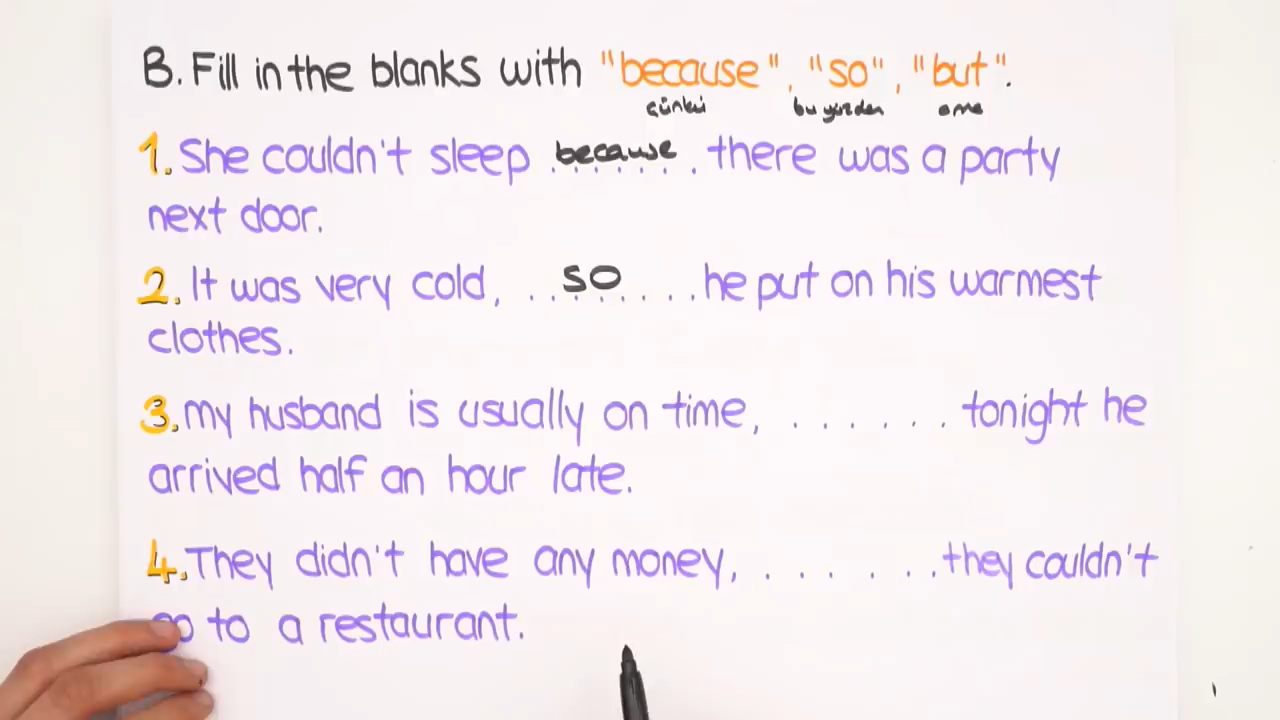 B. Fill in the blanks with "because", "so", "but".
çünkü bu yüzden ama
1. She couldn't sleep because there was a party
next door.
2. It was very cold, so he put on his warmest
clothes.
3. my husband is usually on time, ....... tonight he
arrived half an hour late.
4. They didn't have any money, ....... they couldn't
go to a restaurant.